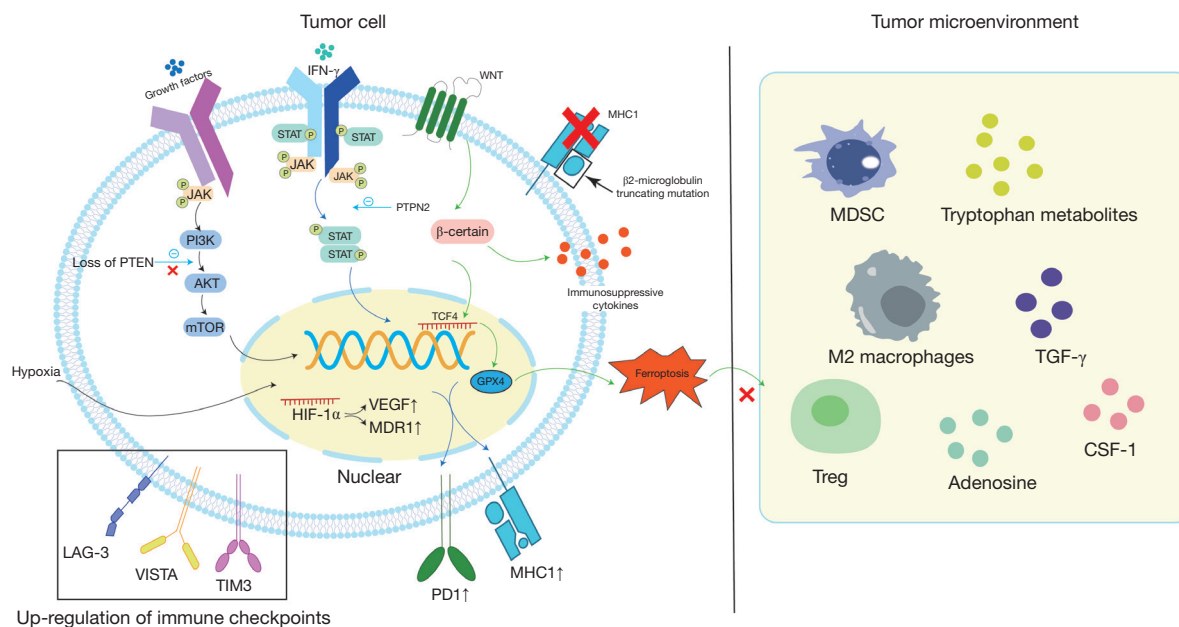 Tumor cell
Tumor microenvironment
Growth factors
IFN-γ
WNT
MHC1
STAT
P
P
STAT
P
JAK
P
JAK
P
P
β2-microglobulin
truncating mutation
P
JAK
P
PTPN2
PI3K
P
STAT
STAT
P
β-certain
Loss of PTEN
AKT
Immunosuppressive
cytokines
mTOR
TCF4
Hypoxia
GPX4
Ferroptosis
HIF-1α
VEGF↑
MDR1↑
Nuclear
LAG-3
VISTA
TIM3
PD1↑
MHC1↑
Up-regulation of immune checkpoints
MDSC
Tryptophan metabolites
M2 macrophages
TGF-γ
Treg
Adenosine
CSF-1